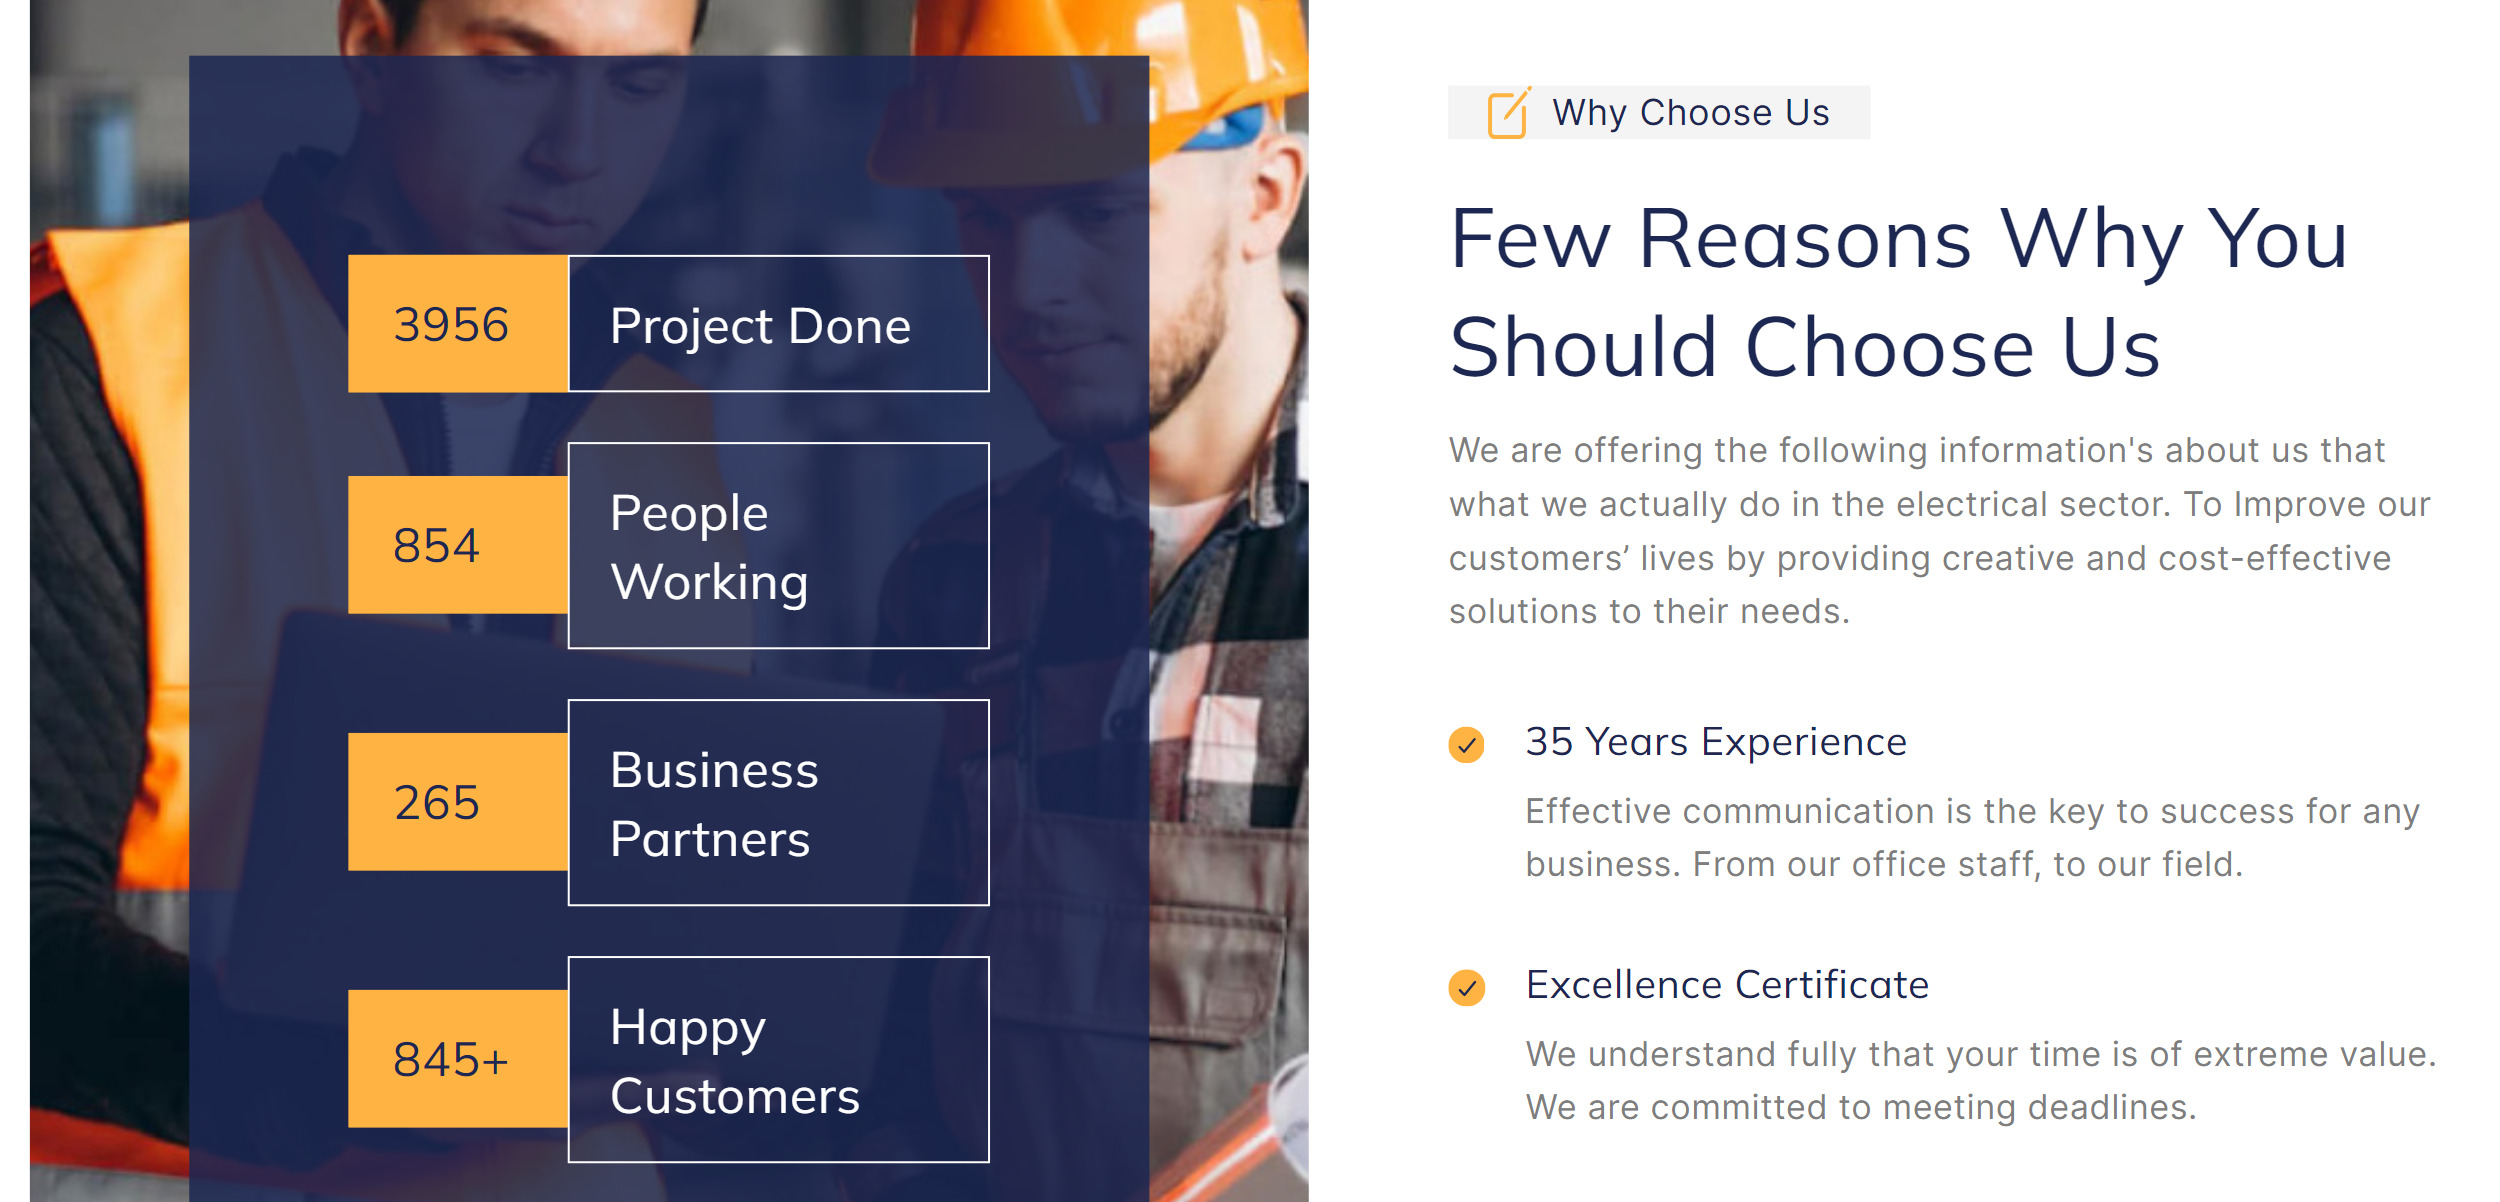 3956
Project Done
854
People
Working
265
Business
Partners
845+
Happy
Customers
Why Choose Us
Few Reasons Why You
Should Choose Us
We are offering the following information's about us that
what we actually do in the electrical sector. To Improve our
customers’ lives by providing creative and cost-effective
solutions to their needs.
35 Years Experience
Effective communication is the key to success for any
business. From our office staff, to our field.
Excellence Certificate
We understand fully that your time is of extreme value.
We are committed to meeting deadlines.